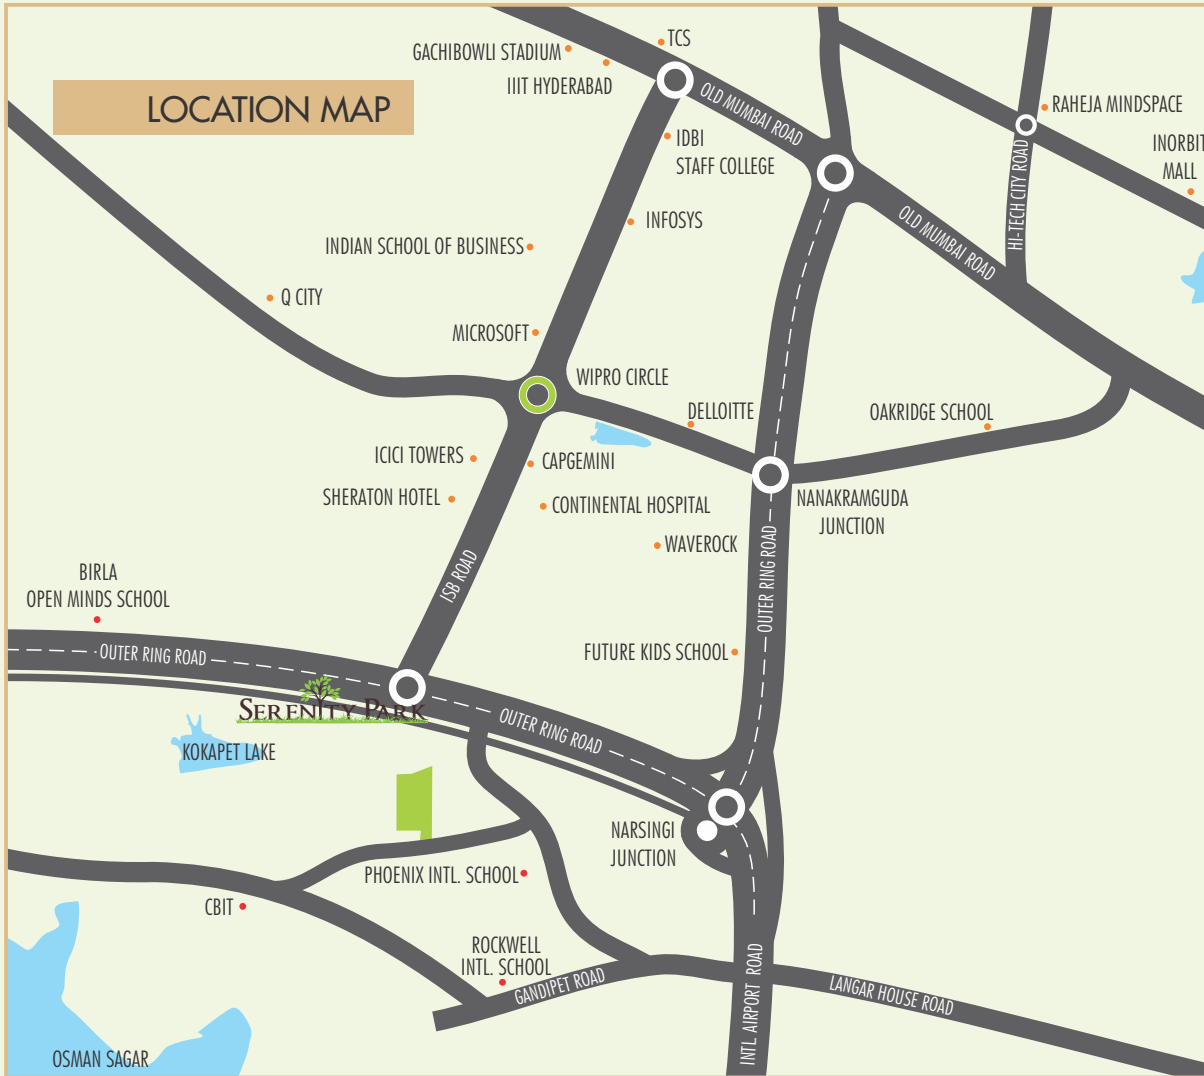 TCS
GACHIBOWLI STADIUM
IIIT HYDERABAD
LOCATION MAP
OLD MUMBAI ROAD
RAHEJA MINDSPACE
IDBI
STAFF COLLEGE
INORBIT
MALL
HI-TECH CITY ROAD
INFOSYS
OLD MUMBAI ROAD
INDIAN SCHOOL OF BUSINESS
Q CITY
MICROSOFT
WIPRO CIRCLE
DELLOITTE
OAKRIDGE SCHOOL
ICICI TOWERS
CAPGEMINI
SHERATON HOTEL
CONTINENTAL HOSPITAL
NANAKRAMGUDA
JUNCTION
WAVEROCK
ISB ROAD
OUTER RING ROAD
BIRLA
OPEN MINDS SCHOOL
OUTER RING ROAD
FUTURE KIDS SCHOOL
SERENITY PARK
OUTER RING ROAD
KOKAPET LAKE
NARSINGI
JUNCTION
PHOENIX INTL. SCHOOL
CBIT
ROCKWELL
INTL. SCHOOL
GANDIPET ROAD
INTL AIRPORT ROAD
LANGAR HOUSE ROAD
OSMAN SAGAR